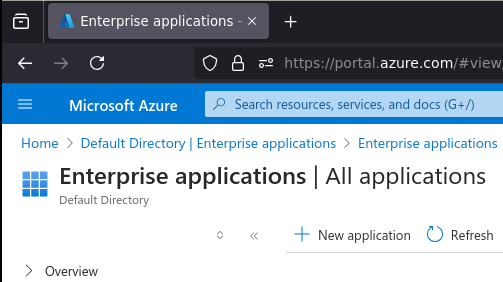 Enterprise applications -
https://portal.azure.com/#view
Microsoft Azure
Search resources, services, and docs (G+/)
Home > Default Directory | Enterprise applications > Enterprise applications
Enterprise applications | All applications
Default Directory
New application
Refresh
Overview